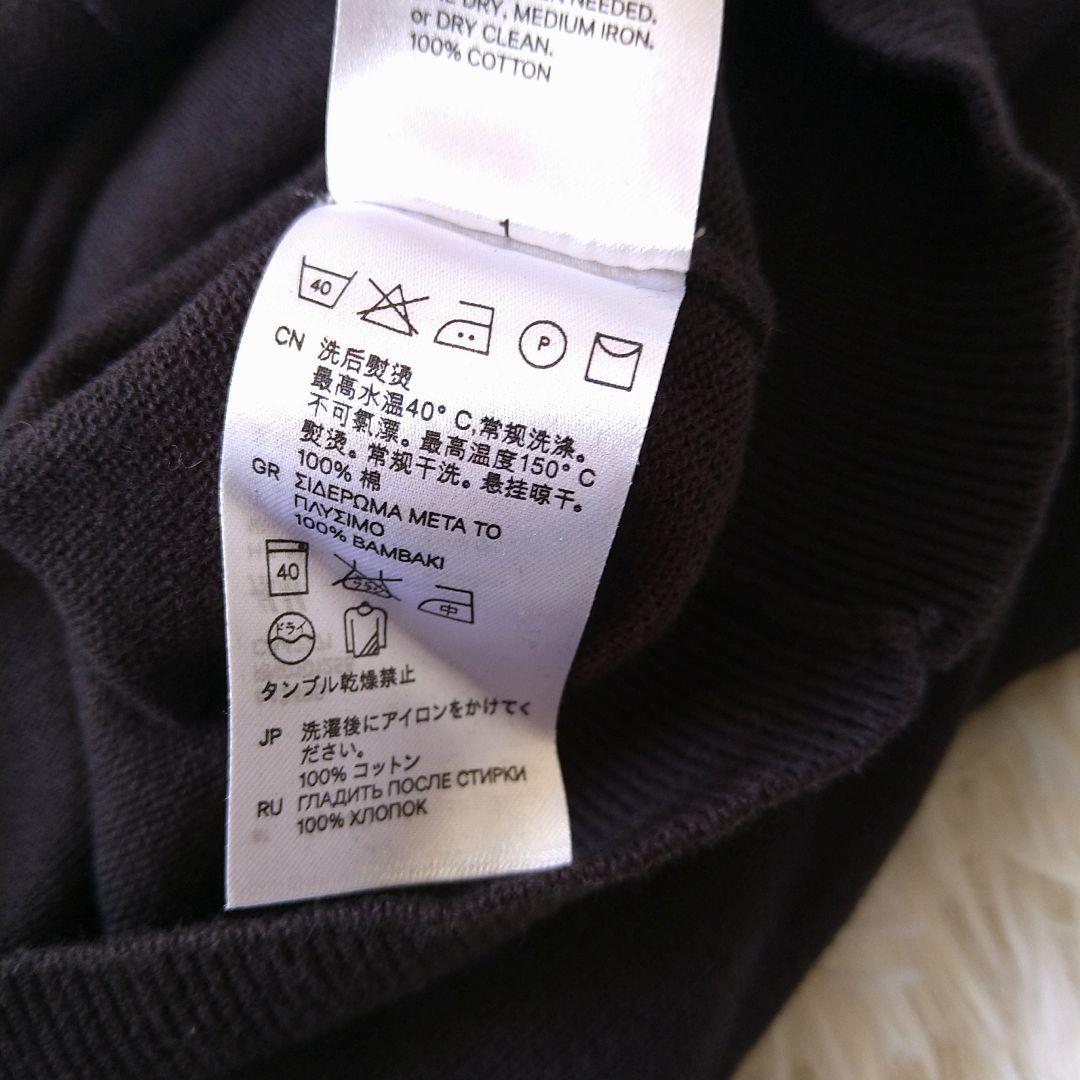 NEEDED.
DRY, MEDIUM IRON,
or DRY CLEAN.
100% COTTON
1
40
P
CN 洗后熨烫
最高水温40° C,常规洗涤。
不可氯漂。最高温度150° C
熨烫。常规干洗。悬挂晾干。
100% 棉
GR ΣΙΔΕΡΩΜΑ ΜΕΤΑ ΤΟ
ΠΛΥΣΙΜΟ
100% ΒΑΜΒΑΚΙ
40 中
ドライ
タンブル乾燥禁止
JP 洗濯後にアイロンをかけてく
ださい。
100% コットン
RU ГЛАДИТЬ ПОСЛЕ СТИРКИ
100% ХЛОПОК